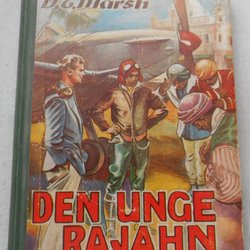 D.G. Marsh
DEN UNGE
RAJAHN